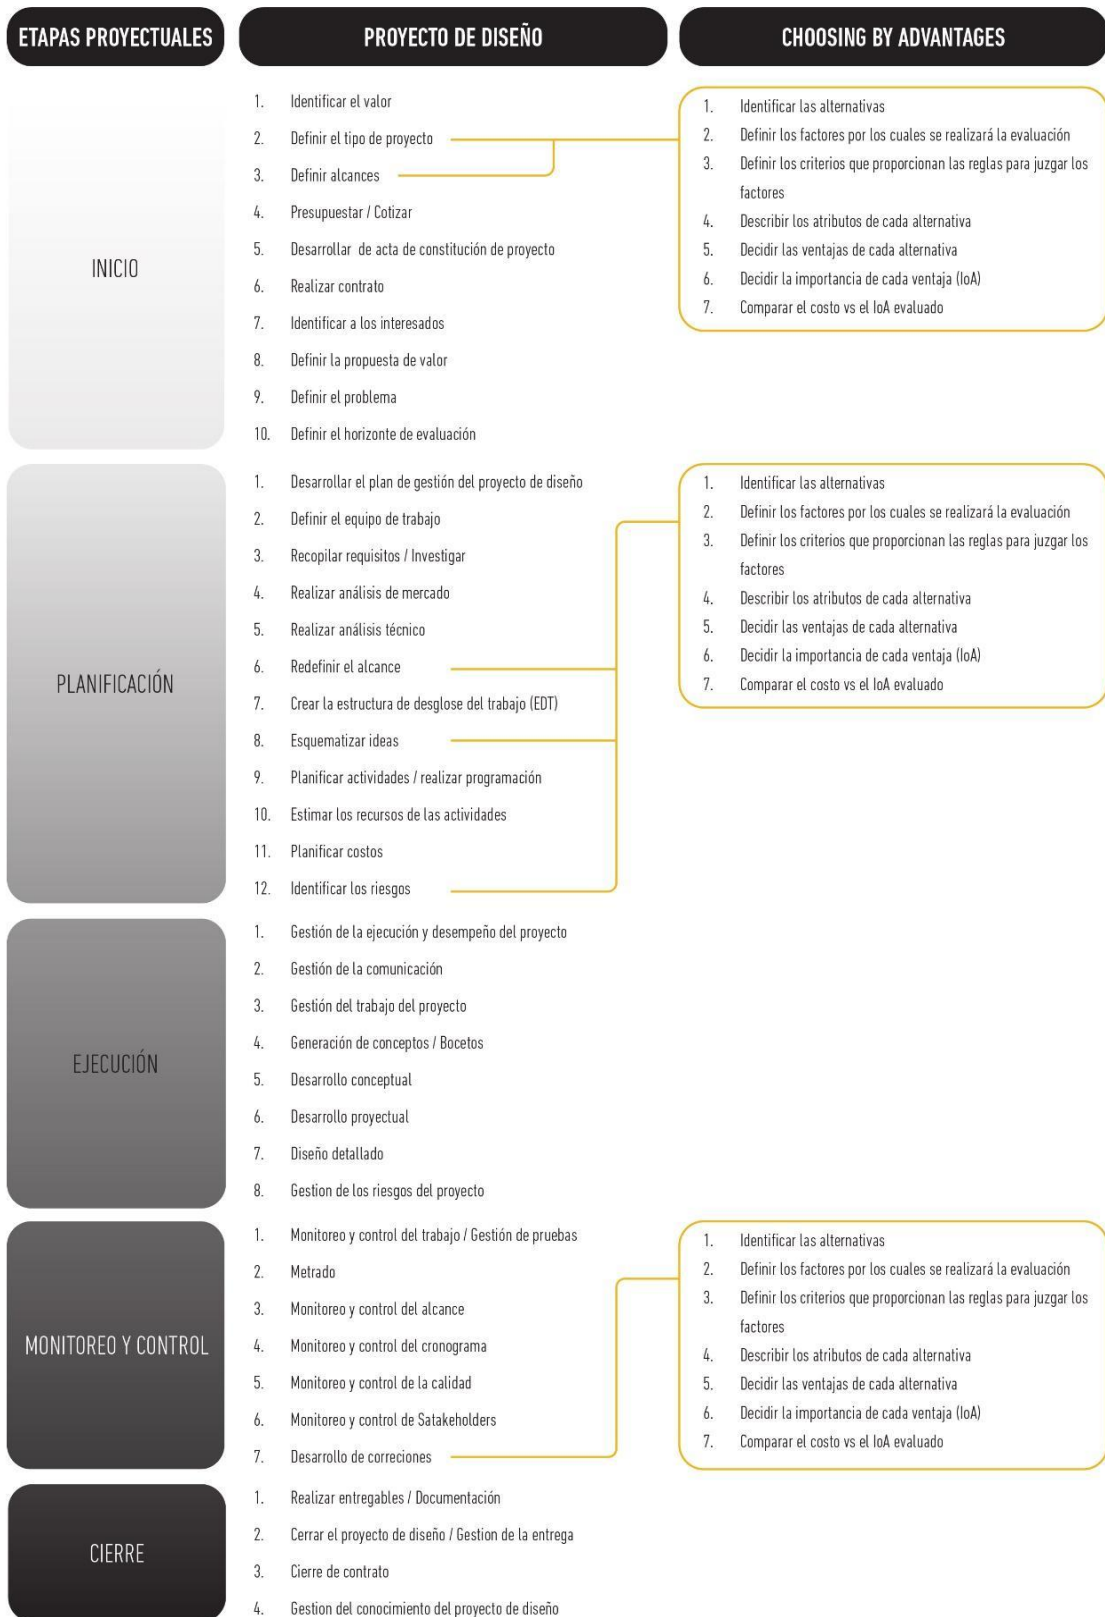 ETAPAS PROYECTUALES
PROYECTO DE DISEÑO
CHOOSING BY ADVANTAGES
INICIO
1. Identificar el valor
2. Definir el tipo de proyecto
3. Definir alcances
4. Presupuestar / Cotizar
5. Desarrollar de acta de constitución de proyecto
6. Realizar contrato
7. Identificar a los interesados
8. Definir la propuesta de valor
9. Definir el problema
10. Definir el horizonte de evaluación
1. Identificar las alternativas
2. Definir los factores por los cuales se realizará la evaluación
3. Definir los criterios que proporcionan las reglas para juzgar los
factores
4. Describir los atributos de cada alternativa
5. Decidir las ventajas de cada alternativa
6. Decidir la importancia de cada ventaja (IoA)
7. Comparar el costo vs el IoA evaluado
PLANIFICACIÓN
1. Desarrollar el plan de gestión del proyecto de diseño
2. Definir el equipo de trabajo
3. Recopilar requisitos / Investigar
4. Realizar análisis de mercado
5. Realizar análisis técnico
6. Redefinir el alcance
7. Crear la estructura de desglose del trabajo (EDT)
8. Esquematizar ideas
9. Planificar actividades / realizar programación
10. Estimar los recursos de las actividades
11. Planificar costos
12. Identificar los riesgos
1. Identificar las alternativas
2. Definir los factores por los cuales se realizará la evaluación
3. Definir los criterios que proporcionan las reglas para juzgar los
factores
4. Describir los atributos de cada alternativa
5. Decidir las ventajas de cada alternativa
6. Decidir la importancia de cada ventaja (IoA)
7. Comparar el costo vs el IoA evaluado
EJECUCIÓN
1. Gestión de la ejecución y desempeño del proyecto
2. Gestión de la comunicación
3. Gestión del trabajo del proyecto
4. Generación de conceptos / Bocetos
5. Desarrollo conceptual
6. Desarrollo proyectual
7. Diseño detallado
8. Gestion de los riesgos del proyecto
MONITOREO Y CONTROL
1. Monitoreo y control del trabajo / Gestión de pruebas
2. Metrado
3. Monitoreo y control del alcance
4. Monitoreo y control del cronograma
5. Monitoreo y control de la calidad
6. Monitoreo y control de Satakeholders
7. Desarrollo de correciones
1. Identificar las alternativas
2. Definir los factores por los cuales se realizará la evaluación
3. Definir los criterios que proporcionan las reglas para juzgar los
factores
4. Describir los atributos de cada alternativa
5. Decidir las ventajas de cada alternativa
6. Decidir la importancia de cada ventaja (IoA)
7. Comparar el costo vs el IoA evaluado
CIERRE
1. Realizar entregables / Documentación
2. Cerrar el proyecto de diseño / Gestion de la entrega
3. Cierre de contrato
4. Gestion del conocimiento del proyecto de diseño